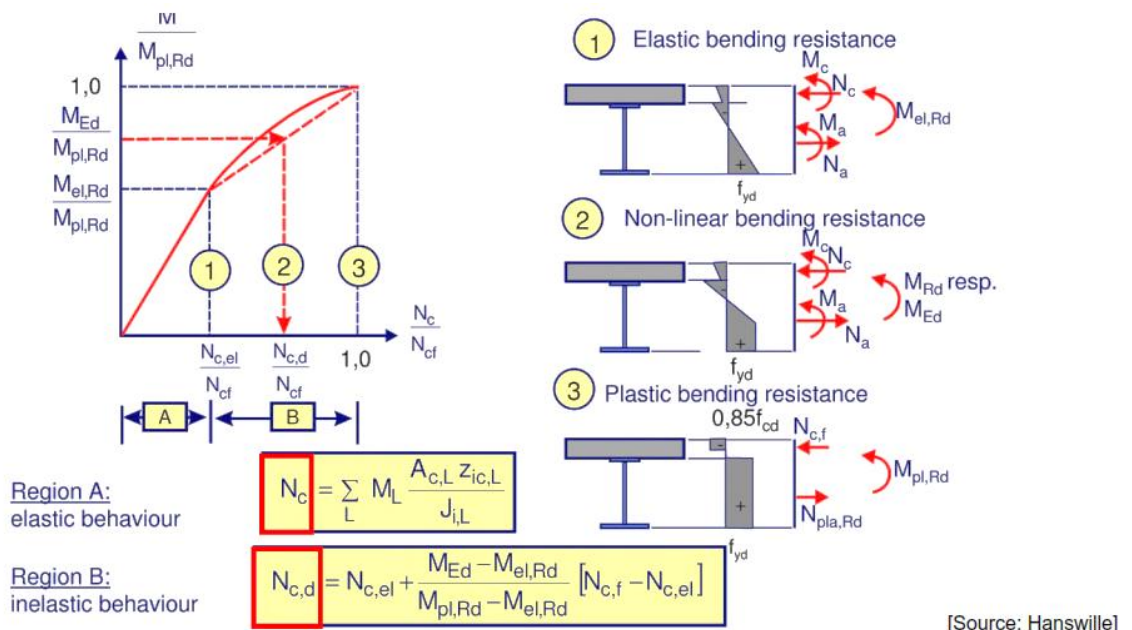 M
M_pl,Rd
1,0
M_Ed
M_pl,Rd
M_el,Rd
M_pl,Rd
1
2
3
N_c
N_cf
N_c,el
N_cf
N_c,d
N_cf
1,0
A
B
1 Elastic bending resistance
M_c
N_c
M_el,Rd
M_a
N_a
+
-
f_yd
2 Non-linear bending resistance
M_c
N_c
M_Rd resp.
M_Ed
M_a
N_a
+
-
f_yd
3 Plastic bending resistance
0,85f_cd
N_c,f
-
M_pl,Rd
+
N_pla,Rd
f_yd
Region A:
elastic behaviour
N_c = ∑_L M_L A_c,L z_ic,L / J_i,L
Region B:
inelastic behaviour
N_c,d = N_c,el + M_Ed – M_el,Rd / M_pl,Rd – M_el,Rd [N_c,f – N_c,el]
[Source: Hanswille]